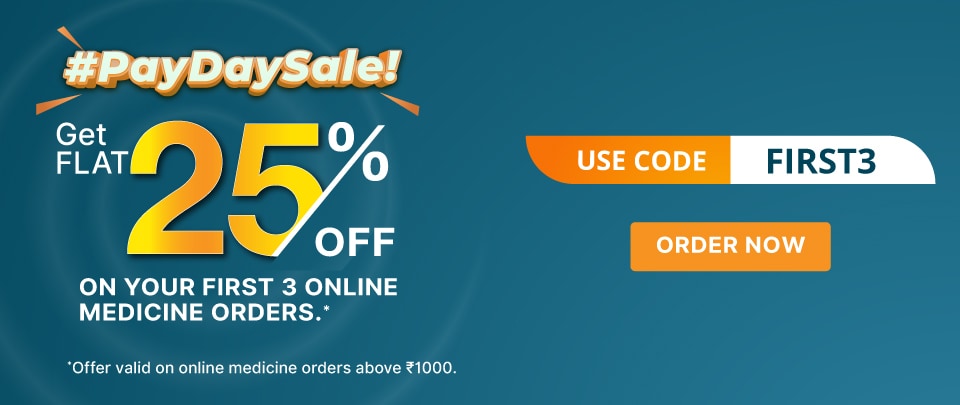 #PayDaySale!
Get
FLAT
25%
OFF
ON YOUR FIRST 3 ONLINE
MEDICINE ORDERS.*
*Offer valid on online medicine orders above ₹1000.
USE CODE FIRST3
ORDER NOW